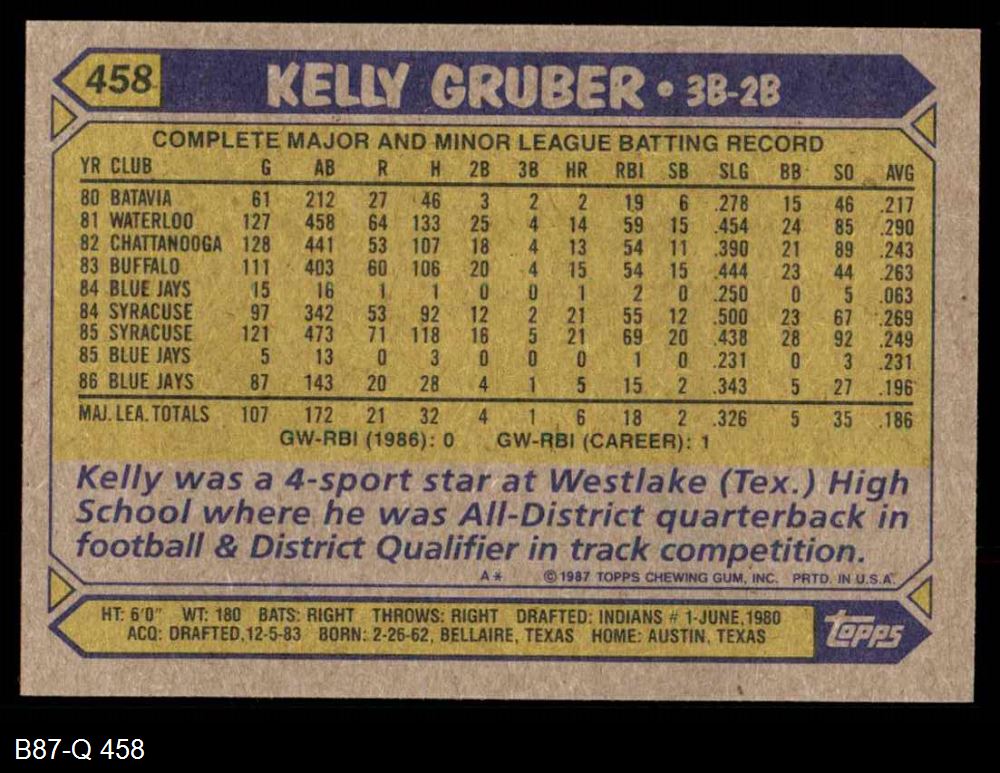 458 KELLY GRUBER • 3B-2B
COMPLETE MAJOR AND MINOR LEAGUE BATTING RECORD
YR CLUB G AB R H 2B 3B HR RBI SB SLG BB SO AVG
80 BATAVIA 61 212 27 46 3 2 2 19 6 .278 15 46 .217
81 WATERLOO 127 458 64 133 25 4 14 59 15 .454 24 85 .290
82 CHATTANOOGA 128 441 53 107 18 4 13 54 11 .390 21 89 .243
83 BUFFALO 111 403 60 106 20 4 15 54 15 .444 23 44 .263
84 BLUE JAYS 15 16 1 1 0 0 1 2 0 .250 0 5 .063
84 SYRACUSE 97 342 53 92 12 2 21 55 12 .500 23 67 .269
85 SYRACUSE 121 473 71 118 16 5 21 69 20 .438 28 92 .249
85 BLUE JAYS 5 13 0 3 0 0 0 1 0 .231 0 3 .231
86 BLUE JAYS 87 143 20 28 4 1 5 15 2 .343 5 27 .196
MAJ. LEA. TOTALS 107 172 21 32 4 1 6 18 2 .326 5 35 .186
GW-RBI (1986): 0 GW-RBI (CAREER): 1
Kelly was a 4-sport star at Westlake (Tex.) High
School where he was All-District quarterback in
football & District Qualifier in track competition.
A* ©1987 TOPPS CHEWING GUM, INC. PRTD. IN U.S.A.
HT: 6'0" WT: 180 BATS: RIGHT THROWS: RIGHT DRAFTED: INDIANS # 1-JUNE, 1980
ACQ: DRAFTED, 12-5-83 BORN: 2-26-62, BELLAIRE, TEXAS HOME: AUSTIN, TEXAS
topps
B87-Q 458